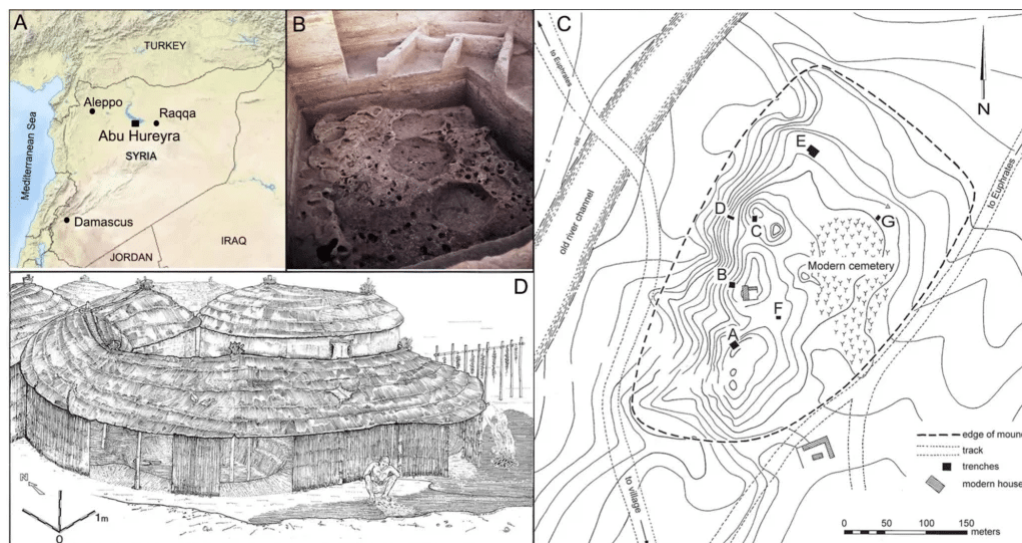 A
TURKEY
Aleppo
Raqqa
Abu Hureyra
SYRIA
Mediterranean Sea
Damascus
IRAQ
JORDAN
B
C
to Euphrates
old river channel
N
E
D
C
G
to Euphrates
Modern cemetery
B
F
A
to village
edge of mound
track
trenches
modern house
0 50 100 150
meters
D
N
1m
0